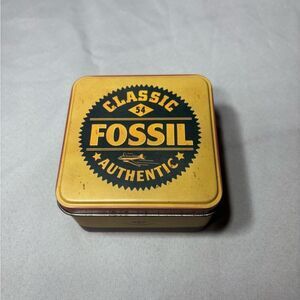 CLASSIC
54
FOSSIL
★ AUTHENTIC ★